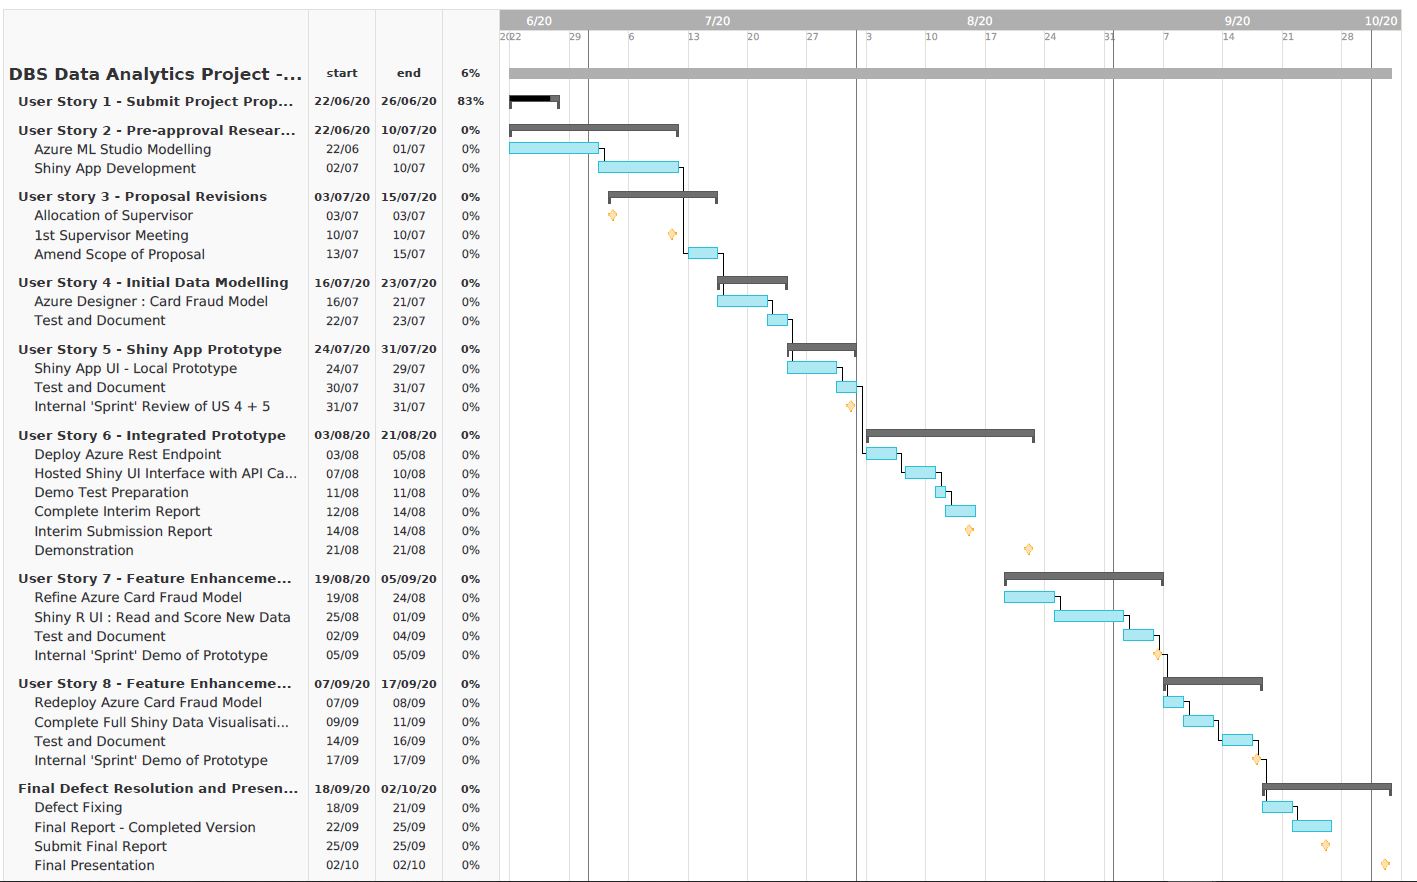 6/20 7/20 8/20 9/20 10/20
22 29 6 13 20 27 3 10 17 24 31 7 14 21 28
DBS Data Analytics Project -... start end 6%
User Story 1 - Submit Project Prop... 22/06/20 26/06/20 83%
User Story 2 - Pre-approval Resear... 22/06/20 10/07/20 0%
Azure ML Studio Modelling 22/06 01/07 0%
Shiny App Development 02/07 10/07 0%
User story 3 - Proposal Revisions 03/07/20 15/07/20 0%
Allocation of Supervisor 03/07 03/07 0%
1st Supervisor Meeting 10/07 10/07 0%
Amend Scope of Proposal 13/07 15/07 0%
User Story 4 - Initial Data Modelling 16/07/20 23/07/20 0%
Azure Designer : Card Fraud Model 16/07 21/07 0%
Test and Document 22/07 23/07 0%
User Story 5 - Shiny App Prototype 24/07/20 31/07/20 0%
Shiny App UI - Local Prototype 24/07 29/07 0%
Test and Document 30/07 31/07 0%
Internal 'Sprint' Review of US 4 + 5 31/07 31/07 0%
User Story 6 - Integrated Prototype 03/08/20 21/08/20 0%
Deploy Azure Rest Endpoint 03/08 05/08 0%
Hosted Shiny UI Interface with API Ca... 07/08 10/08 0%
Demo Test Preparation 11/08 11/08 0%
Complete Interim Report 12/08 14/08 0%
Interim Submission Report 14/08 14/08 0%
Demonstration 21/08 21/08 0%
User Story 7 - Feature Enhanceme... 19/08/20 05/09/20 0%
Refine Azure Card Fraud Model 19/08 24/08 0%
Shiny R UI : Read and Score New Data 25/08 01/09 0%
Test and Document 02/09 04/09 0%
Internal 'Sprint' Demo of Prototype 05/09 05/09 0%
User Story 8 - Feature Enhanceme... 07/09/20 17/09/20 0%
Redeploy Azure Card Fraud Model 07/09 08/09 0%
Complete Full Shiny Data Visualisati... 09/09 11/09 0%
Test and Document 14/09 16/09 0%
Internal 'Sprint' Demo of Prototype 17/09 17/09 0%
Final Defect Resolution and Presen... 18/09/20 02/10/20 0%
Defect Fixing 18/09 21/09 0%
Final Report - Completed Version 22/09 25/09 0%
Submit Final Report 25/09 25/09 0%
Final Presentation 02/10 02/10 0%